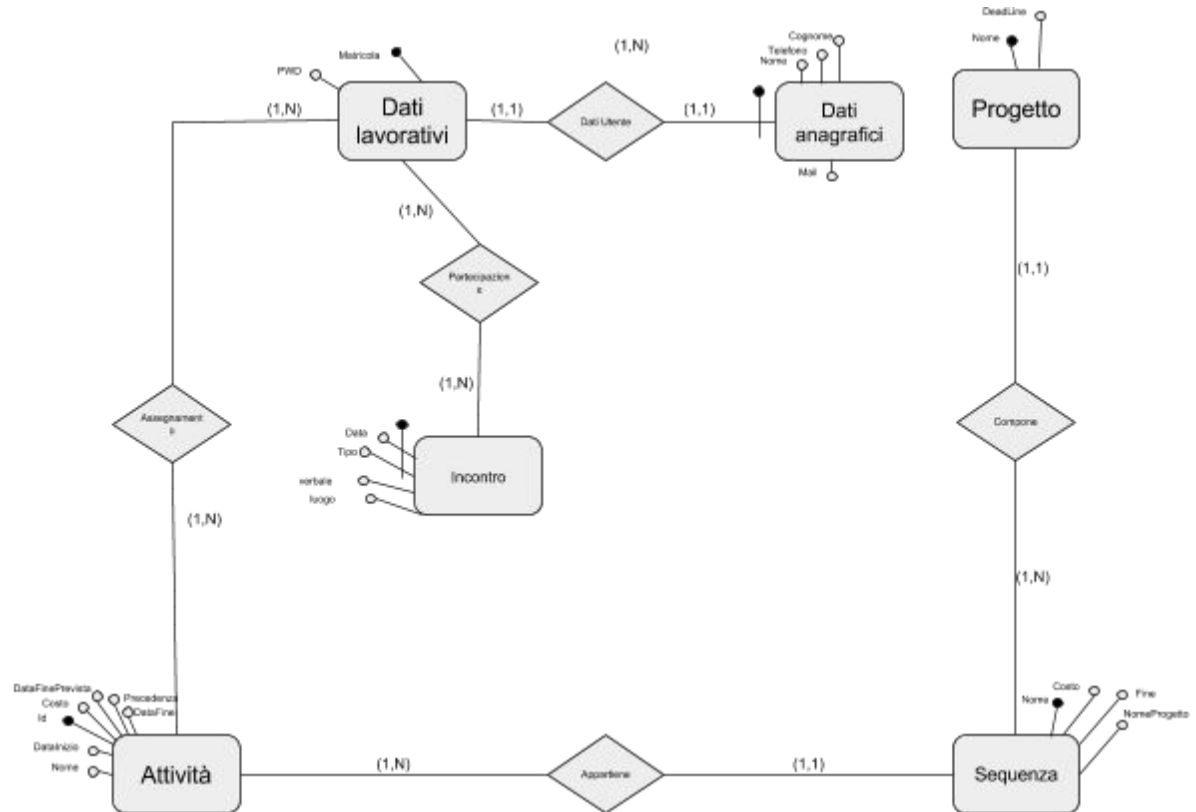 DeadLine
Nome
Progetto
(1,N)
Cognome
Telefono
Nome
Matricola
PWD
(1,N)
Dati
lavorativi
(1,1)
Dati Utente
(1,1)
Dati
anagrafici
Mail
(1,N)
Partecipazion
e
(1,1)
(1,N)
Assegnament
o
Data
Tipo
verbale
luogo
Incontro
Compone
(1,N)
(1,N)
DataFinePrevista
Costo
Id
Precedenza
DataFine
DataInizio
Nome
Attività
(1,N)
Appartiene
(1,1)
Nome
Costo
Fine
NomeProgetto
Sequenza